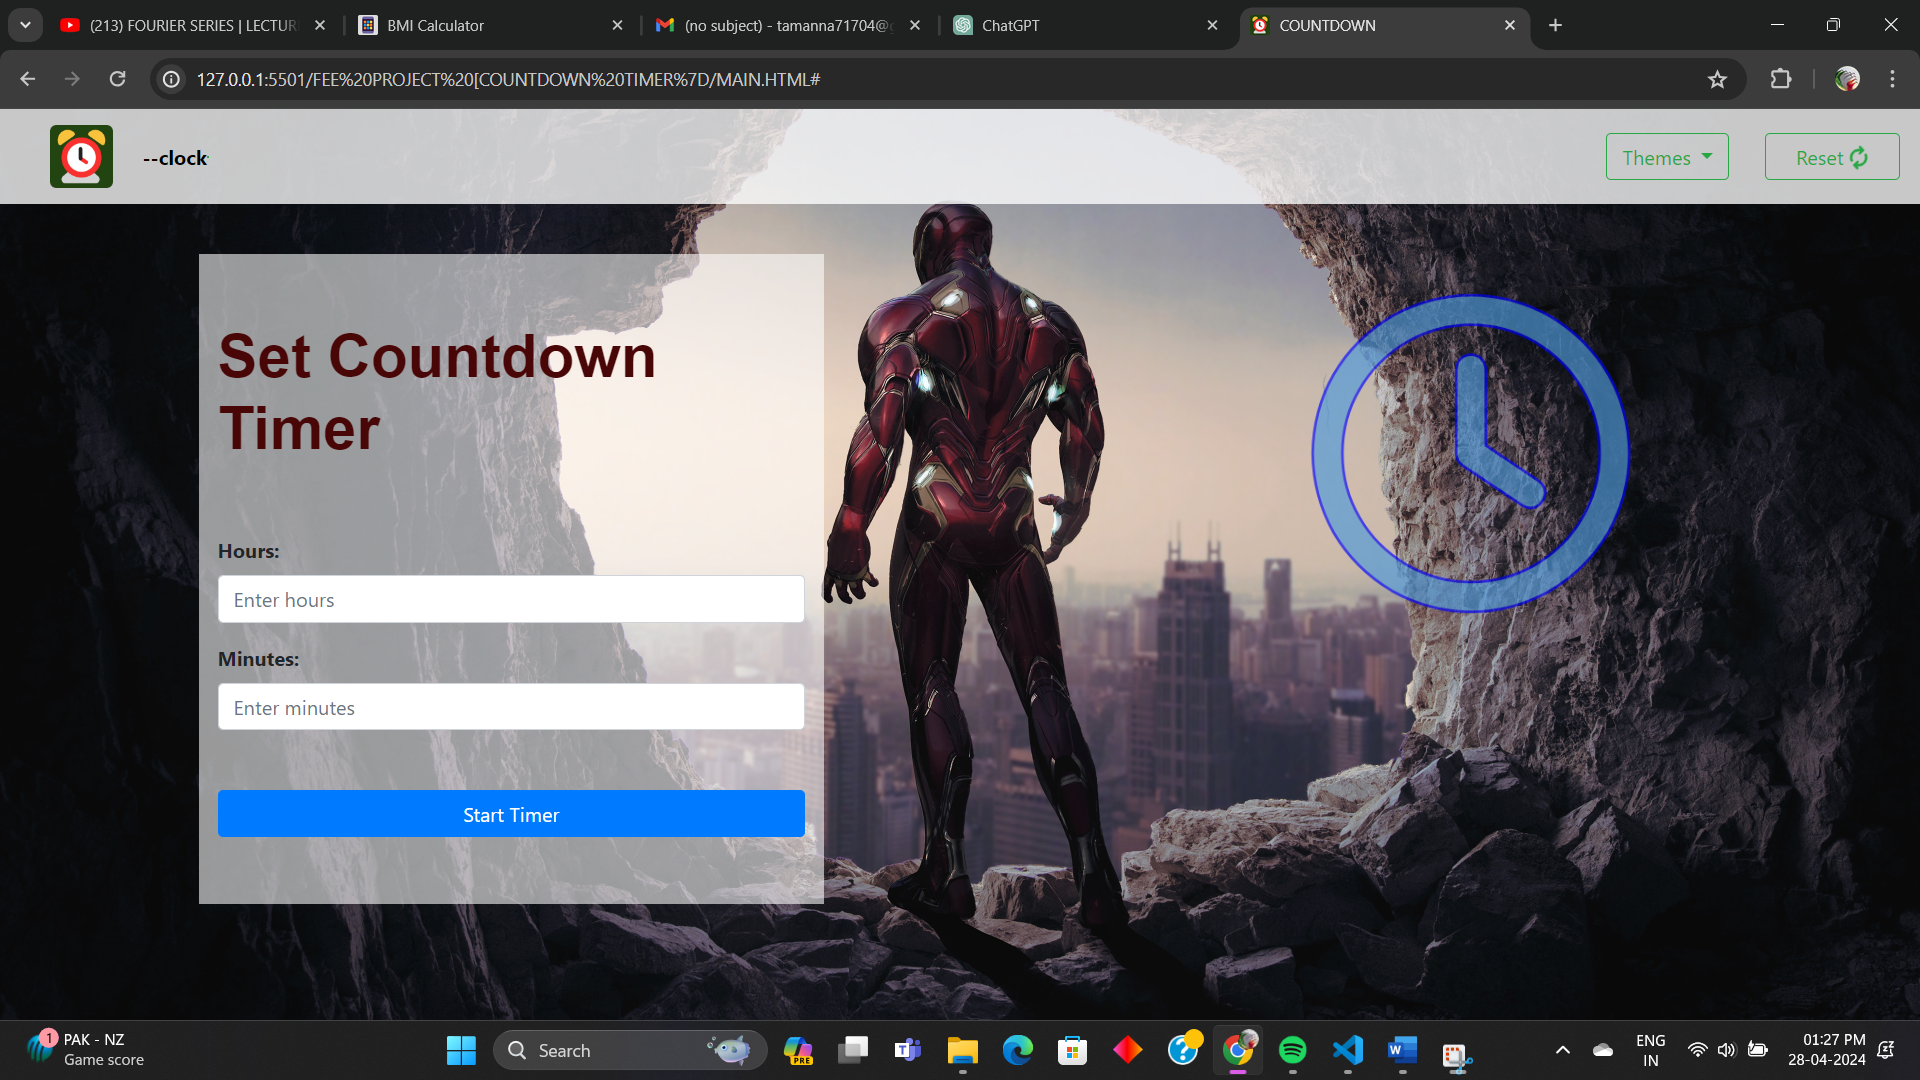 (213) FOURIER SERIES | LECTUR
BMI Calculator
(no subject) - tamanna71704@
ChatGPT
COUNTDOWN
127.0.0.1:5501/FEE%20PROJECT%20[COUNTDOWN%20TIMER%7D/MAIN.HTML#
--clock
Themes
Reset
Set Countdown
Timer
Hours:
Enter hours
Minutes:
Enter minutes
Start Timer
1
PAK - NZ
Game score
Search
PRE
T
W
ENG
IN
01:27 PM
28-04-2024